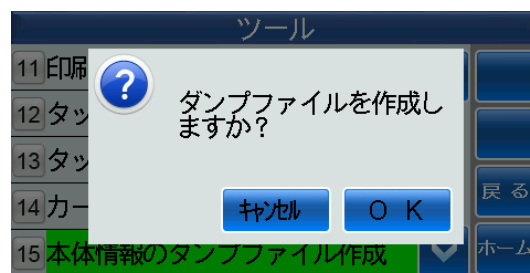 ツール
11 印刷
ダンプファイルを作成し
ますか？
12 タッ
13 タッ
戻る
14 カー
キャンセル
ＯＫ
15 本体情報のダンプファイル作成
ホーム